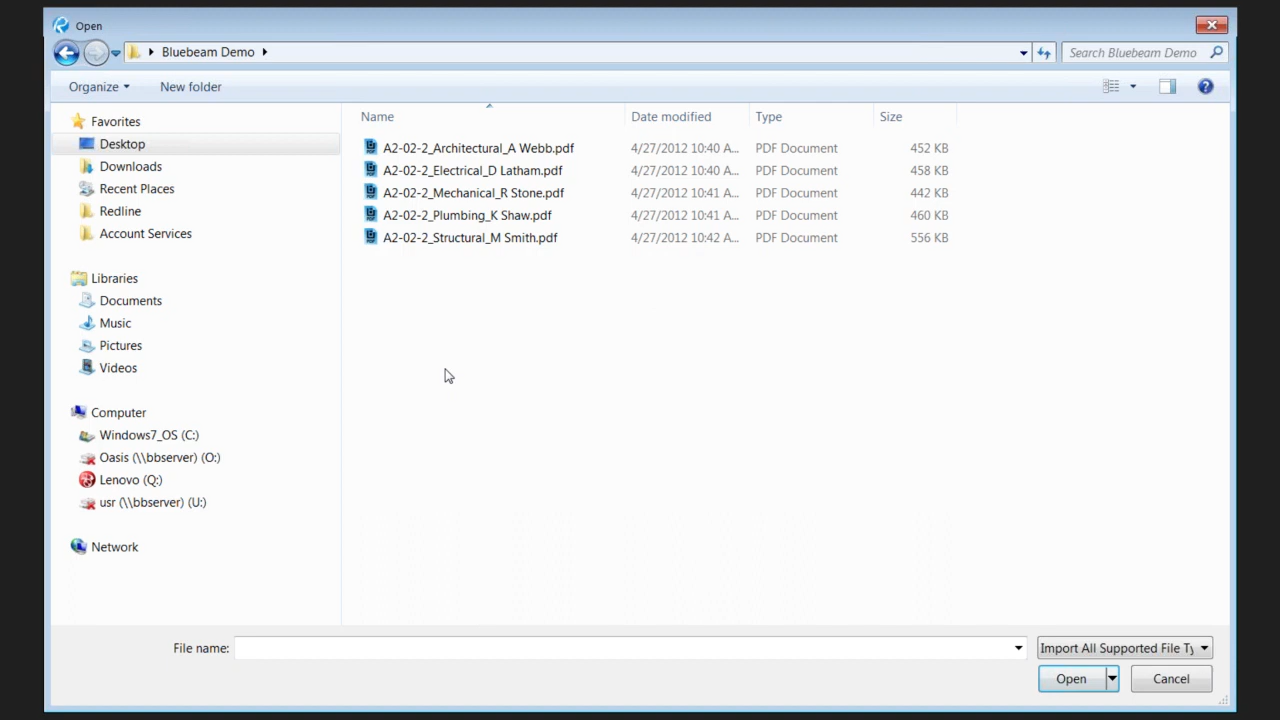 Open
Bluebeam Demo
Search Bluebeam Demo
Organize
New folder
Name
Date modified
Type
Size
Favorites
Desktop
Downloads
Recent Places
Redline
Account Services
Libraries
Documents
Music
Pictures
Videos
Computer
Windows7_OS (C:)
Oasis (\\bbserver) (O:)
Lenovo (Q:)
usr (\\bbserver) (U:)
Network
A2-02-2_Architectural_A Webb.pdf 4/27/2012 10:40 A... PDF Document 452 KB
A2-02-2_Electrical_D Latham.pdf 4/27/2012 10:40 A... PDF Document 458 KB
A2-02-2_Mechanical_R Stone.pdf 4/27/2012 10:41 A... PDF Document 442 KB
A2-02-2_Plumbing_K Shaw.pdf 4/27/2012 10:41 A... PDF Document 460 KB
A2-02-2_Structural_M Smith.pdf 4/27/2012 10:42 A... PDF Document 556 KB
File name:
Import All Supported File Ty
Open
Cancel